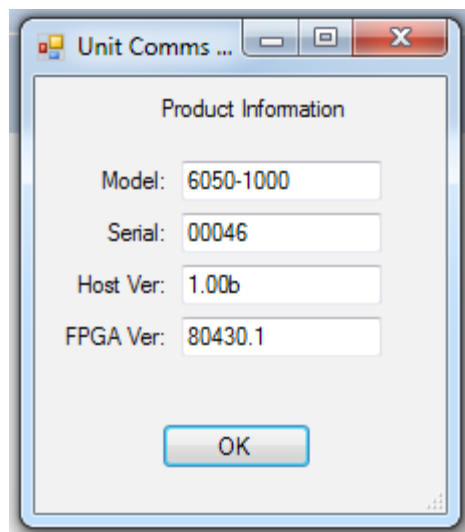 Unit Comms ...
Product Information
Model: 6050-1000
Serial: 00046
Host Ver: 1.00b
FPGA Ver: 80430.1
OK